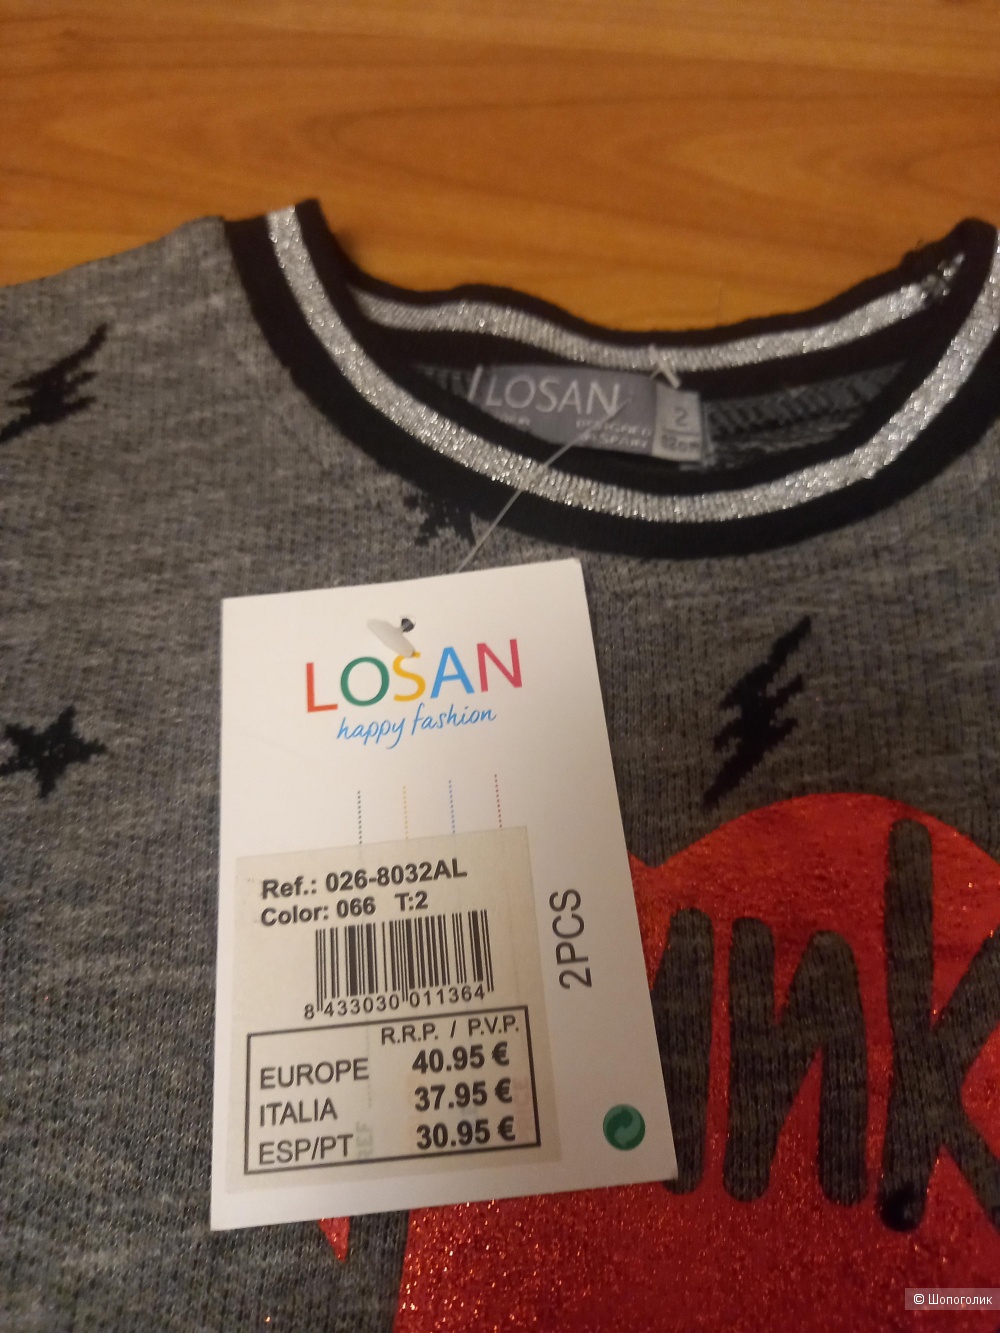 LOSAN
2
LOSAN
happy fashion
Ref.: 026-8032AL
Color: 066 T:2
8 433030 011364
R.R.P. / P.V.P.
EUROPE 40.95 €
ITALIA 37.95 €
ESP/PT 30.95 €
2PCS
unk
© Шопоголик